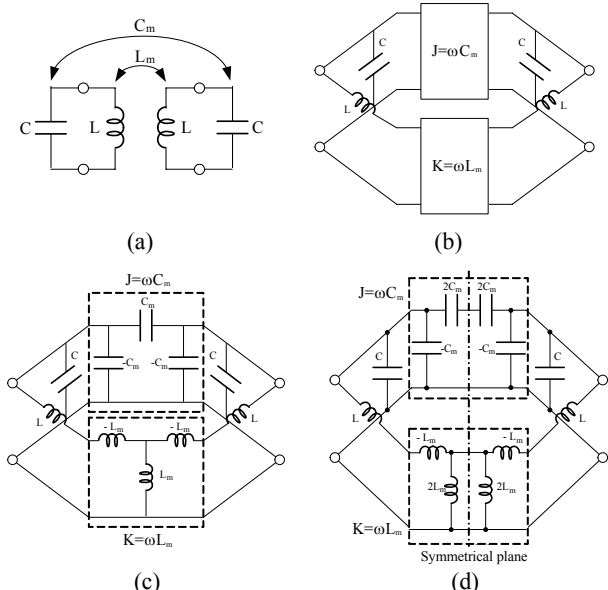 Cₘ
Lₘ
C
L
L
C
(a)
J=ωCₘ
C
C
L
L
K=ωLₘ
(b)
J=ωCₘ
Cₘ
C
-Cₘ
-Cₘ
C
L
L
- Lₘ
- Lₘ
Lₘ
K=ωLₘ
(c)
J=ωCₘ
2Cₘ
2Cₘ
-Cₘ
-Cₘ
C
C
L
L
- Lₘ
- Lₘ
2Lₘ
2Lₘ
K=ωLₘ
Symmetrical plane
(d)